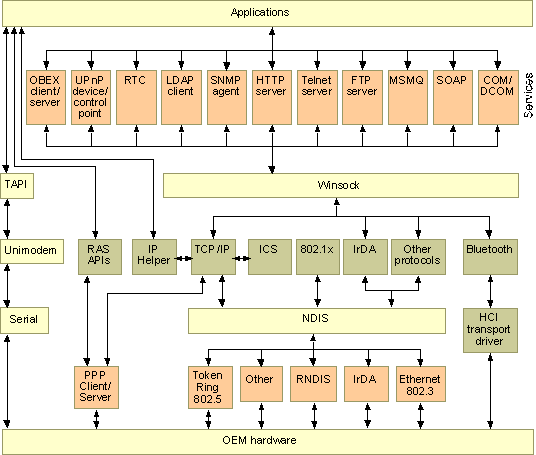 Applications
OBEX
client/
server
UPnP
device/
control
point
RTC
LDAP
client
SNMP
agent
HTTP
server
Telnet
server
FTP
server
MSMQ
SOAP
COM/
DCOM
Services
TAPI
Winsock
Unimodem
RAS
APIs
IP
Helper
TCP/IP
ICS
802.1x
IrDA
Other
protocols
Bluetooth
Serial
NDIS
HCI
transport
driver
PPP
Client/
Server
Token
Ring
802.5
Other
RNDIS
IrDA
Ethernet
802.3
OEM hardware